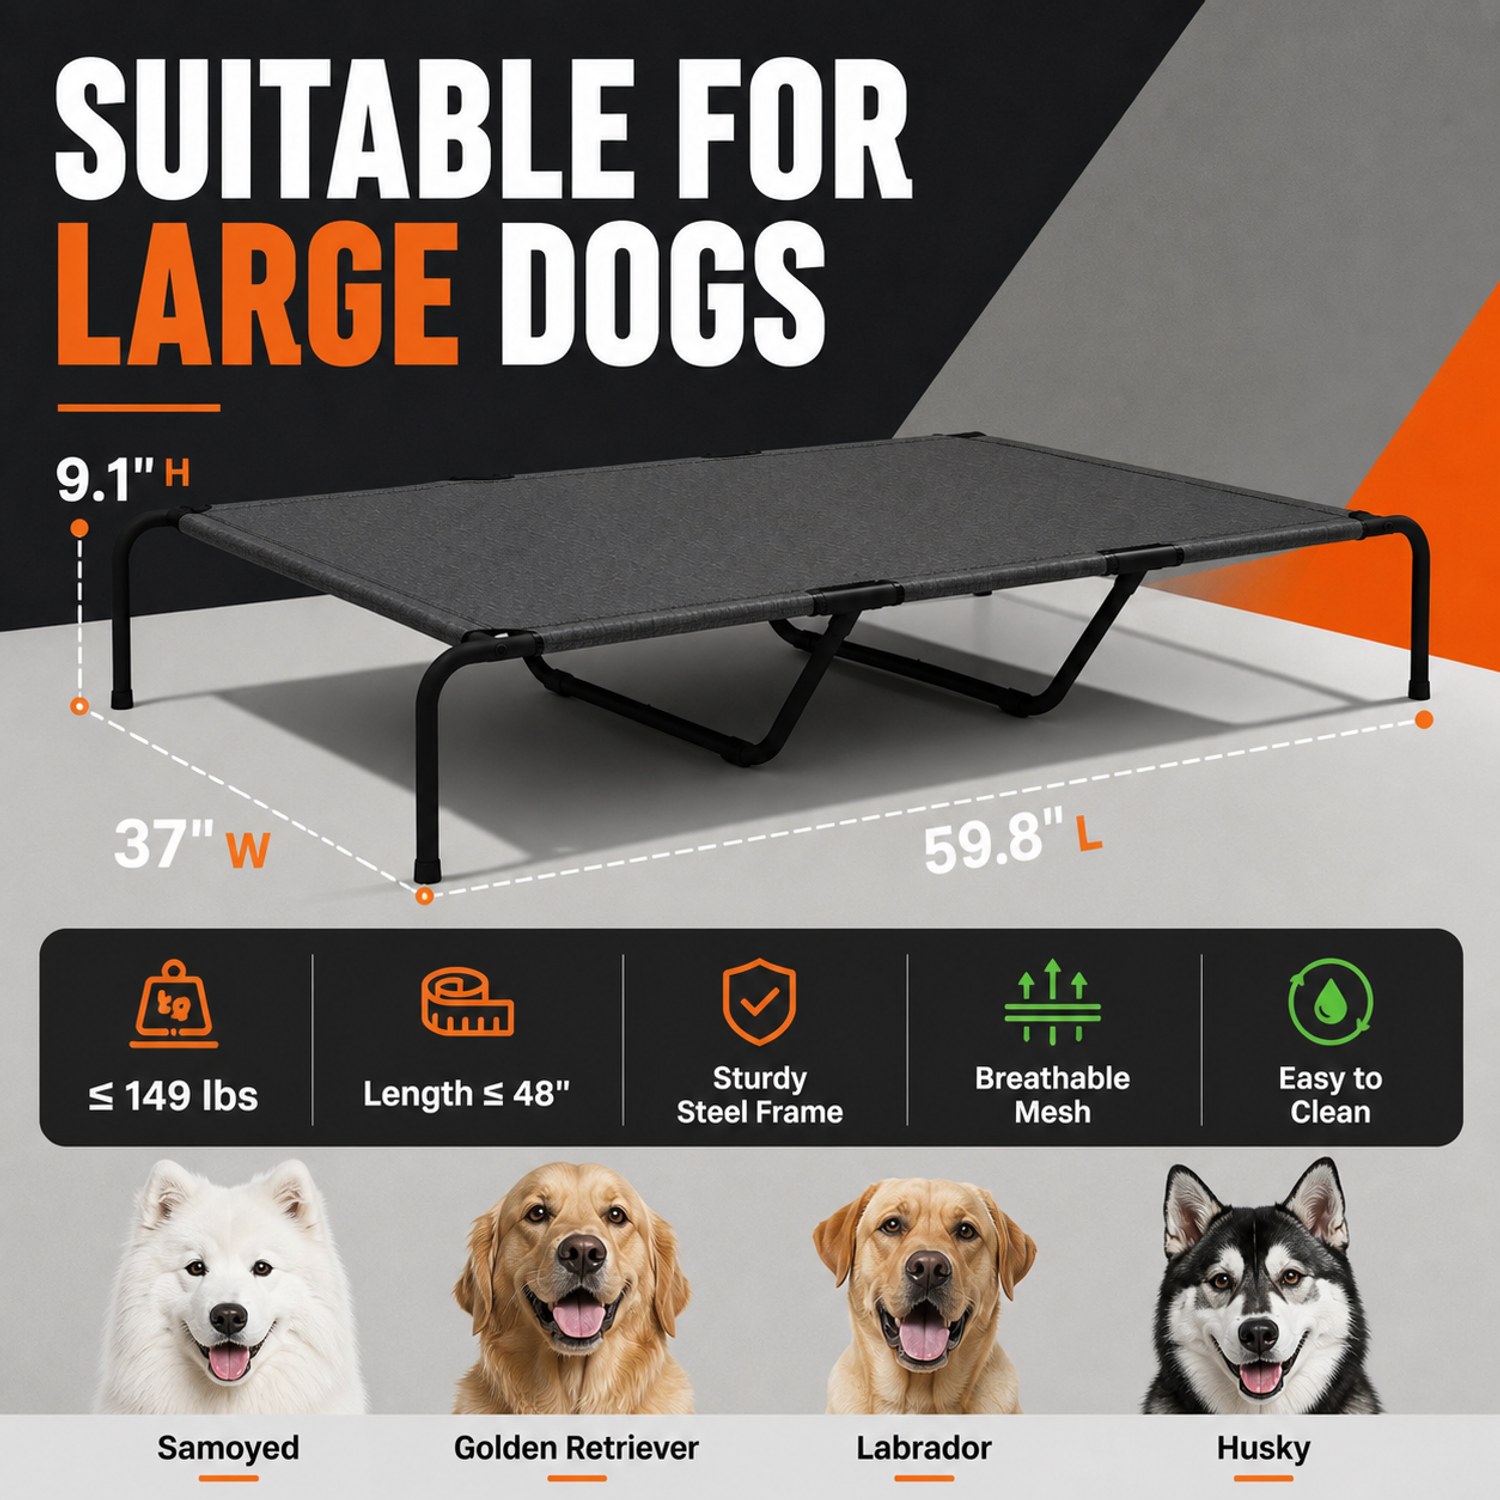 SUITABLE FOR
LARGE DOGS
9.1" H
37" W
59.8" L
kg
≤ 149 lbs
Length ≤ 48"
Sturdy
Steel Frame
Breathable
Mesh
Easy to
Clean
Samoyed
Golden Retriever
Labrador
Husky